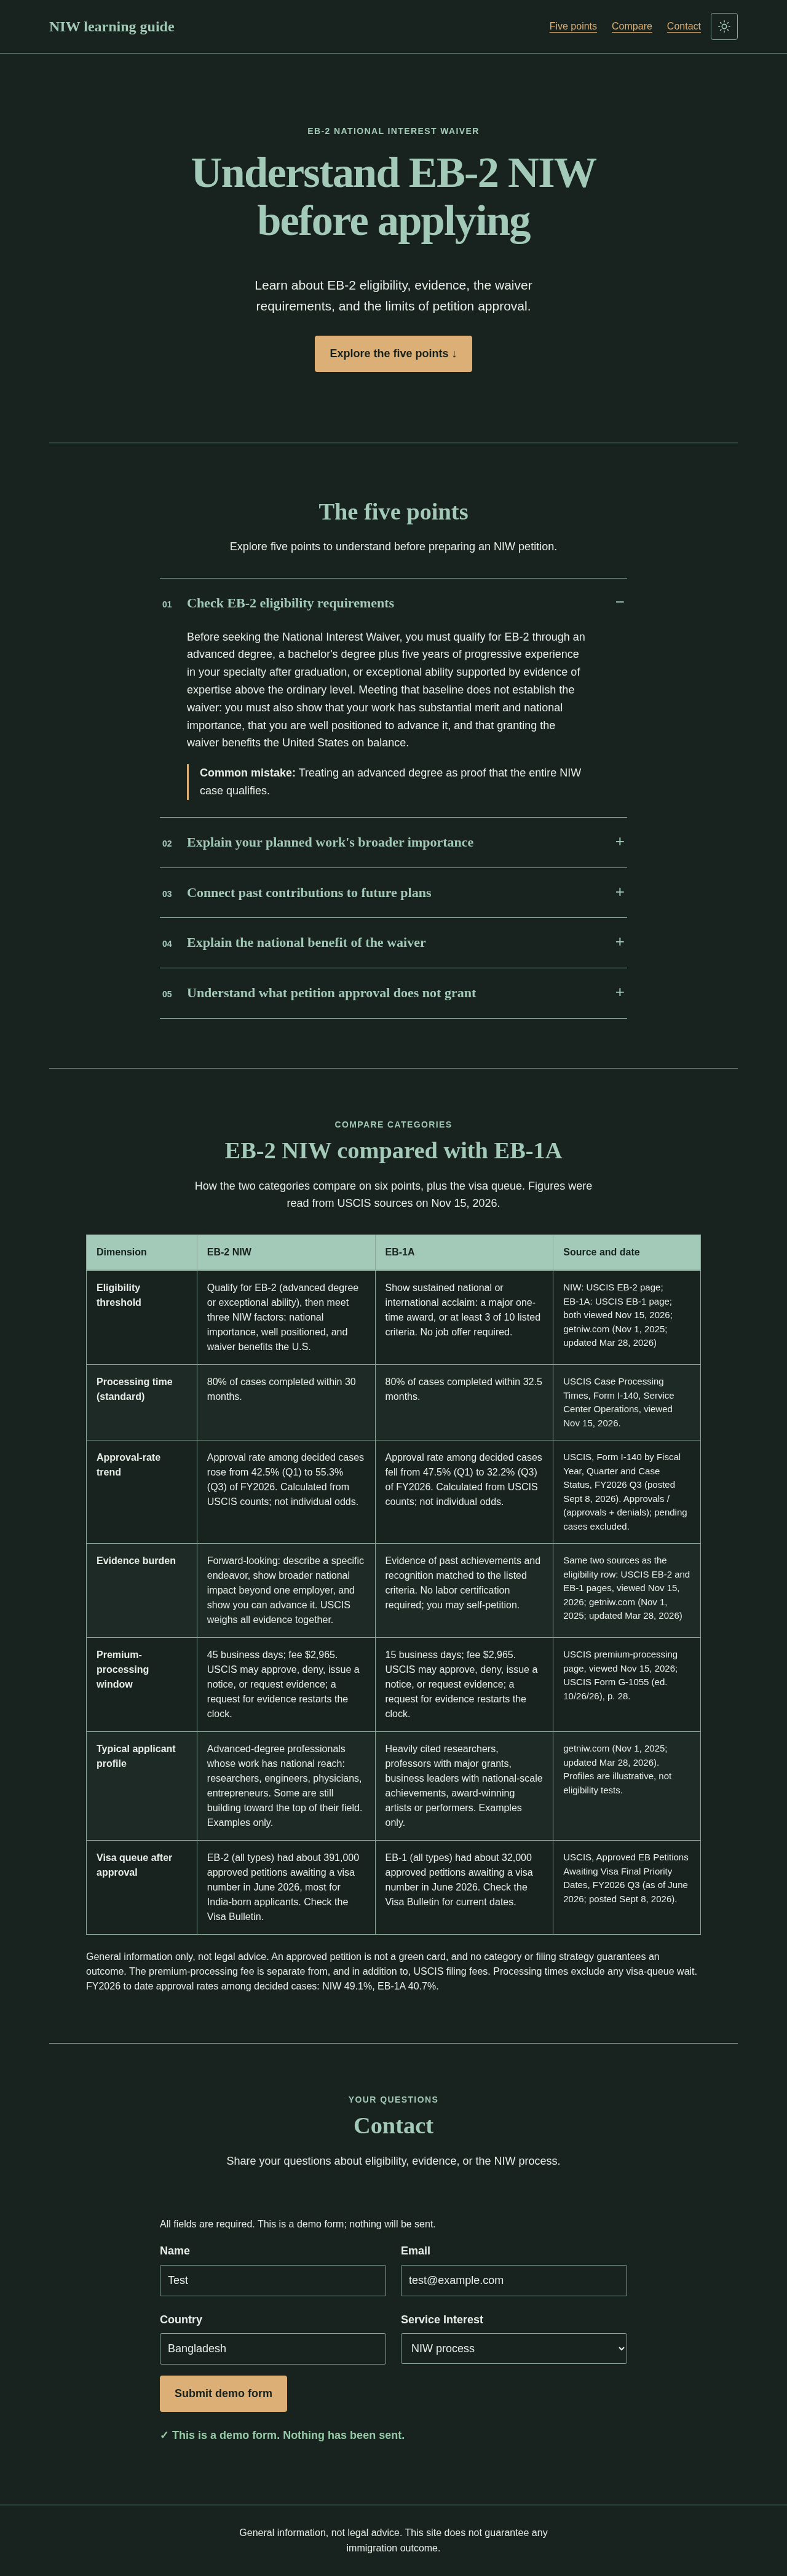 NIW learning guide
Five points Compare Contact
EB-2 NATIONAL INTEREST WAIVER
Understand EB-2 NIW
before applying
Learn about EB-2 eligibility, evidence, the waiver
requirements, and the limits of petition approval.
Explore the five points ↓
The five points
Explore five points to understand before preparing an NIW petition.
01 Check EB-2 eligibility requirements −
Before seeking the National Interest Waiver, you must qualify for EB-2 through an
advanced degree, a bachelor's degree plus five years of progressive experience
in your specialty after graduation, or exceptional ability supported by evidence of
expertise above the ordinary level. Meeting that baseline does not establish the
waiver: you must also show that your work has substantial merit and national
importance, that you are well positioned to advance it, and that granting the
waiver benefits the United States on balance.
Common mistake: Treating an advanced degree as proof that the entire NIW
case qualifies.
02 Explain your planned work's broader importance +
03 Connect past contributions to future plans +
04 Explain the national benefit of the waiver +
05 Understand what petition approval does not grant +
COMPARE CATEGORIES
EB-2 NIW compared with EB-1A
How the two categories compare on six points, plus the visa queue. Figures were
read from USCIS sources on Nov 15, 2026.
Dimension EB-2 NIW EB-1A Source and date
Eligibility
threshold
Qualify for EB-2 (advanced degree
or exceptional ability), then meet
three NIW factors: national
importance, well positioned, and
waiver benefits the U.S.
Show sustained national or
international acclaim: a major one-
time award, or at least 3 of 10 listed
criteria. No job offer required.
NIW: USCIS EB-2 page;
EB-1A: USCIS EB-1 page;
both viewed Nov 15, 2026;
getniw.com (Nov 1, 2025;
updated Mar 28, 2026)
Processing time
(standard)
80% of cases completed within 30
months.
80% of cases completed within 32.5
months.
USCIS Case Processing
Times, Form I-140, Service
Center Operations, viewed
Nov 15, 2026.
Approval-rate
trend
Approval rate among decided cases
rose from 42.5% (Q1) to 55.3%
(Q3) of FY2026. Calculated from
USCIS counts; not individual odds.
Approval rate among decided cases
fell from 47.5% (Q1) to 32.2% (Q3)
of FY2026. Calculated from USCIS
counts; not individual odds.
USCIS, Form I-140 by Fiscal
Year, Quarter and Case
Status, FY2026 Q3 (posted
Sept 8, 2026). Approvals /
(approvals + denials); pending
cases excluded.
Evidence burden
Forward-looking: describe a specific
endeavor, show broader national
impact beyond one employer, and
show you can advance it. USCIS
weighs all evidence together.
Evidence of past achievements and
recognition matched to the listed
criteria. No labor certification
required; you may self-petition.
Same two sources as the
eligibility row: USCIS EB-2 and
EB-1 pages, viewed Nov 15,
2026; getniw.com (Nov 1,
2025; updated Mar 28, 2026)
Premium-
processing
window
45 business days; fee $2,965.
USCIS may approve, deny, issue a
notice, or request evidence; a
request for evidence restarts the
clock.
15 business days; fee $2,965.
USCIS may approve, deny, issue a
notice, or request evidence; a
request for evidence restarts the
clock.
USCIS premium-processing
page, viewed Nov 15, 2026;
USCIS Form G-1055 (ed.
10/26/26), p. 28.
Typical applicant
profile
Advanced-degree professionals
whose work has national reach:
researchers, engineers, physicians,
entrepreneurs. Some are still
building toward the top of their field.
Examples only.
Heavily cited researchers,
professors with major grants,
business leaders with national-scale
achievements, award-winning
artists or performers. Examples
only.
getniw.com (Nov 1, 2025;
updated Mar 28, 2026).
Profiles are illustrative, not
eligibility tests.
Visa queue after
approval
EB-2 (all types) had about 391,000
approved petitions awaiting a visa
number in June 2026, most for
India-born applicants. Check the
Visa Bulletin.
EB-1 (all types) had about 32,000
approved petitions awaiting a visa
number in June 2026. Check the
Visa Bulletin for current dates.
USCIS, Approved EB Petitions
Awaiting Visa Final Priority
Dates, FY2026 Q3 (as of June
2026; posted Sept 8, 2026).
General information only, not legal advice. An approved petition is not a green card, and no category or filing strategy guarantees an
outcome. The premium-processing fee is separate from, and in addition to, USCIS filing fees. Processing times exclude any visa-queue wait.
FY2026 to date approval rates among decided cases: NIW 49.1%, EB-1A 40.7%.
YOUR QUESTIONS
Contact
Share your questions about eligibility, evidence, or the NIW process.
All fields are required. This is a demo form; nothing will be sent.
Name Email
Test test@example.com
Country Service Interest
Bangladesh NIW process
Submit demo form
✓ This is a demo form. Nothing has been sent.
General information, not legal advice. This site does not guarantee any
immigration outcome.